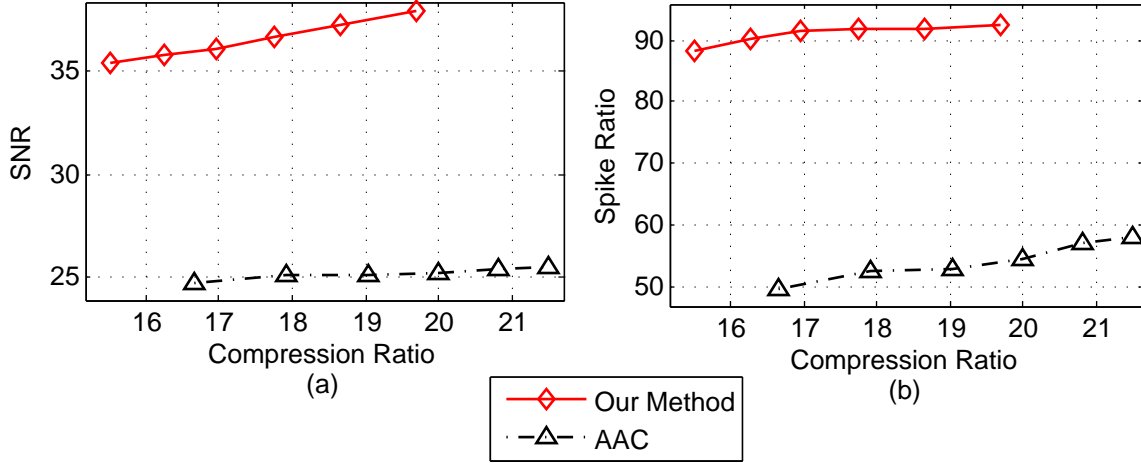 SNR
35
30
25
16 17 18 19 20 21
Compression Ratio
(a)
Spike Ratio
90
80
70
60
50
16 17 18 19 20 21
Compression Ratio
(b)
Our Method
AAC